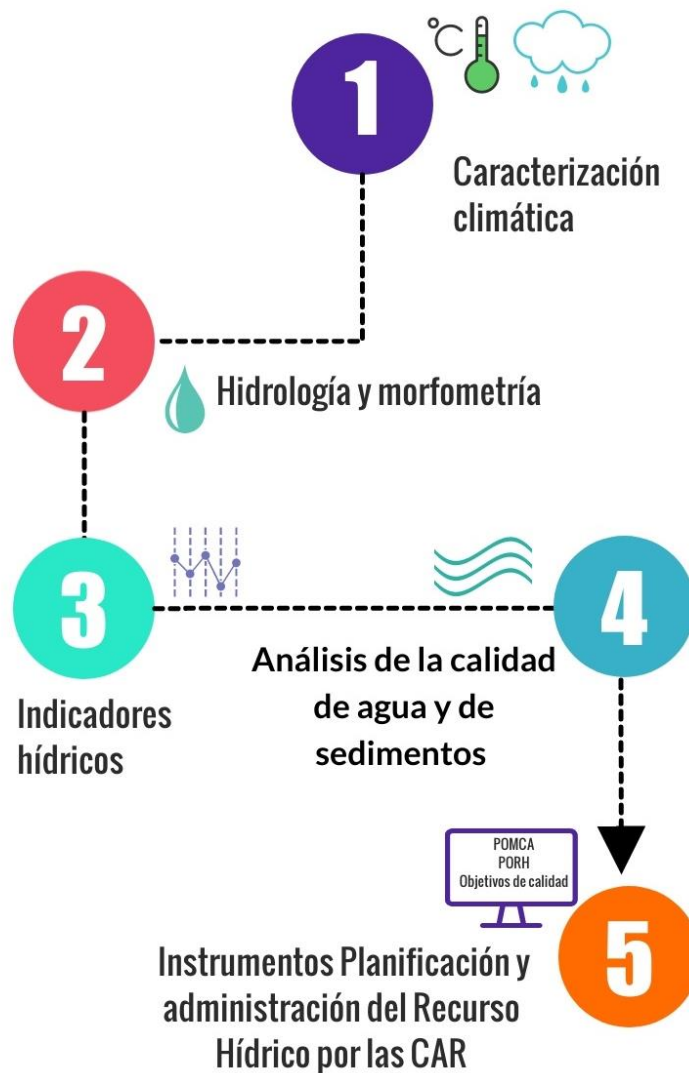 1
°C
Caracterización
climática
2
Hidrología y morfometría
3
4
Análisis de la calidad
de agua y de
sedimentos
Indicadores
hídricos
POMCA
PORH
Objetivos de calidad
5
Instrumentos Planificación y
administración del Recurso
Hídrico por las CAR